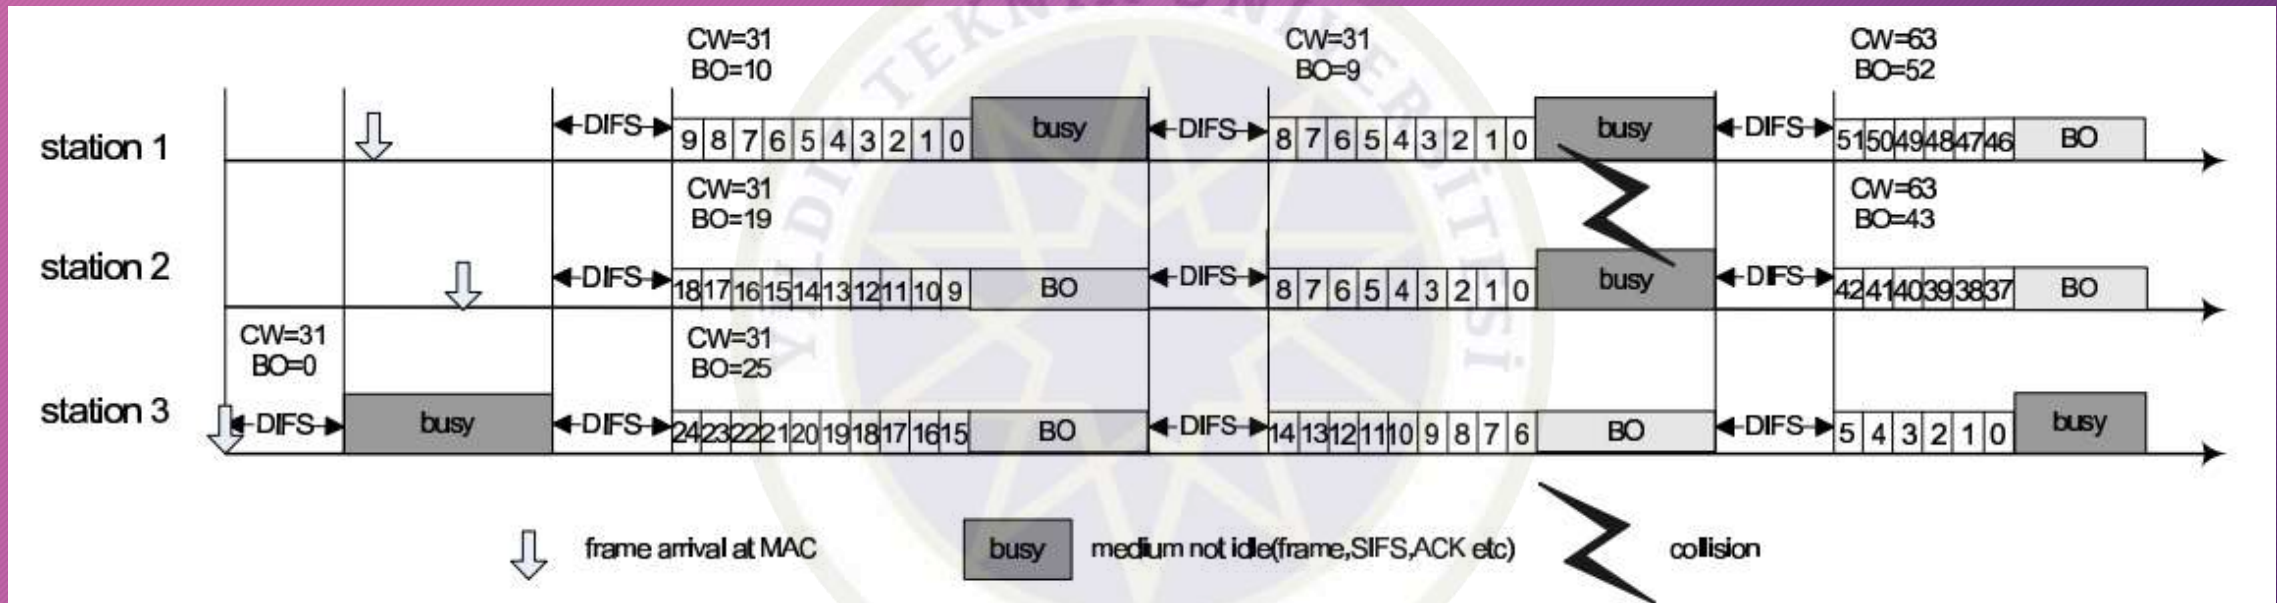 CW=31
BO=10
CW=31
BO=9
CW=63
BO=52
station 1
DIFS
9 8 7 6 5 4 3 2 1 0
busy
DIFS
8 7 6 5 4 3 2 1 0
busy
DIFS
51 50 49 48 47 46
BO
CW=31
BO=19
CW=63
BO=43
station 2
DIFS
18 17 16 15 14 13 12 11 10 9
BO
DIFS
8 7 6 5 4 3 2 1 0
busy
DIFS
42 41 40 39 38 37
BO
CW=31
BO=0
CW=31
BO=25
station 3
DIFS
busy
DIFS
24 23 22 21 20 19 18 17 16 15
BO
DIFS
14 13 12 11 10 9 8 7 6
BO
DIFS
5 4 3 2 1 0
busy
frame arrival at MAC
busy
medium not idle(frame,SIFS,ACK etc)
collision
YILDIZ TEKNİK ÜNİVERSİTESİ